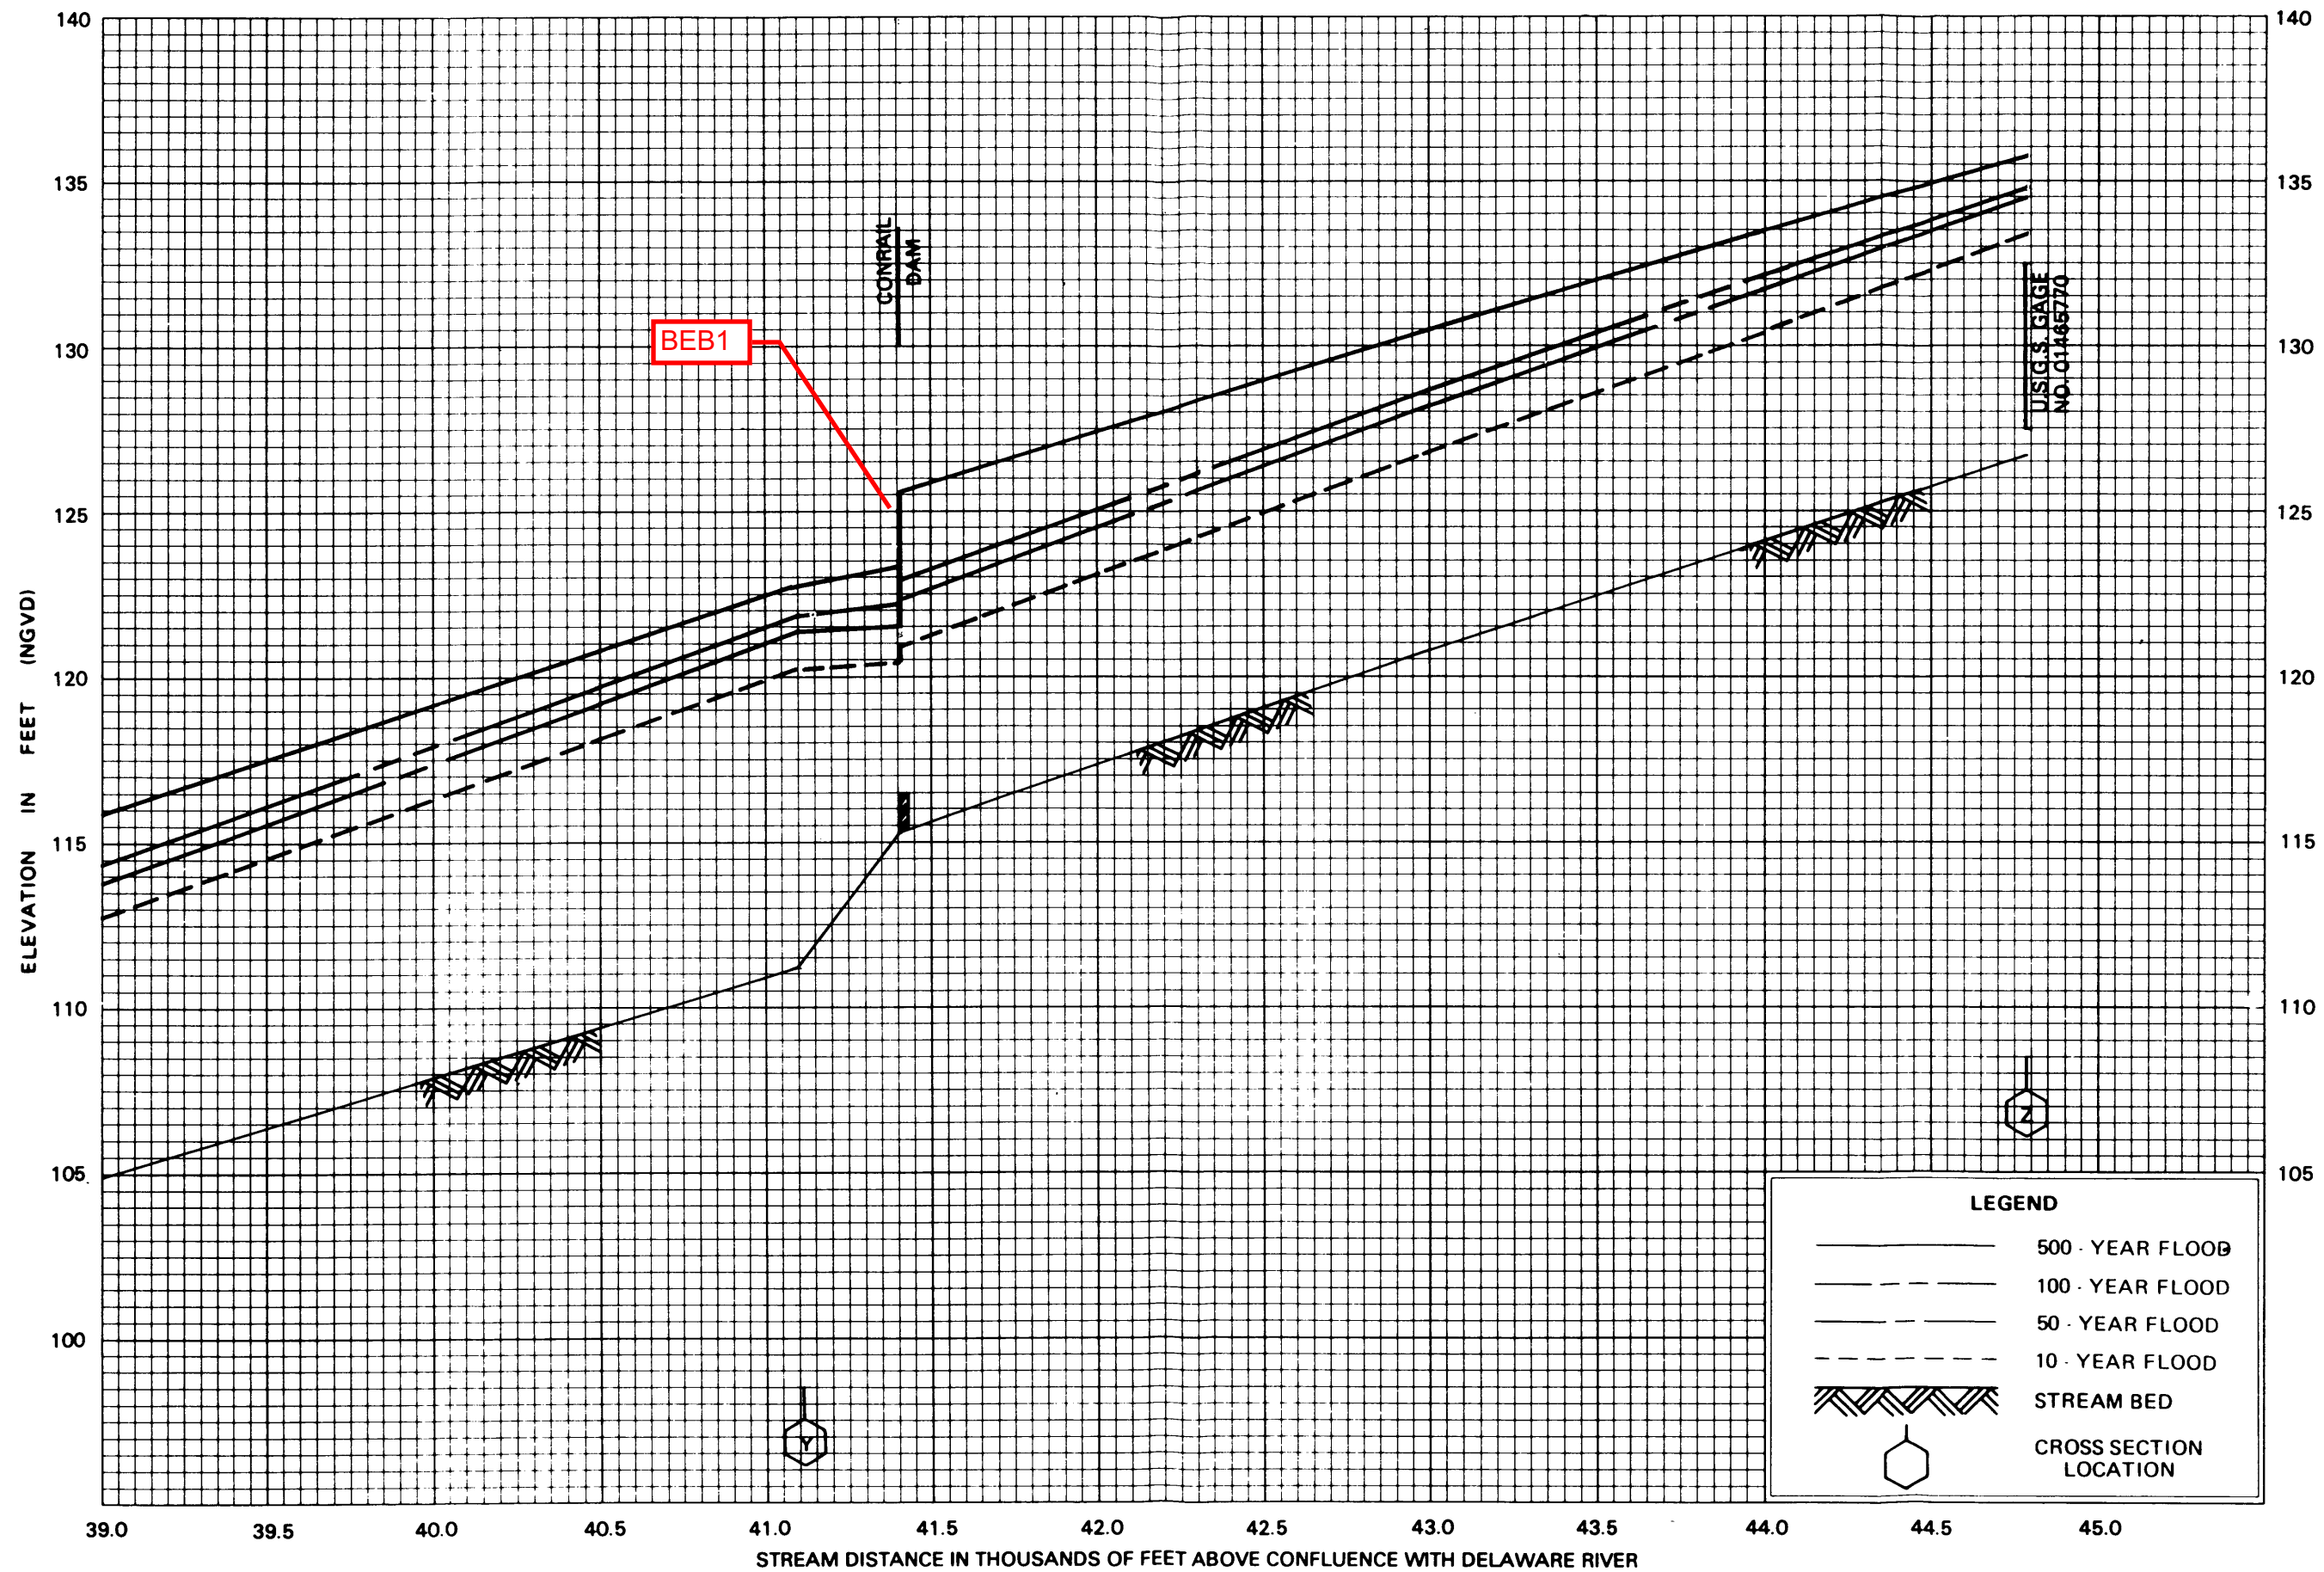 140
140
135
135
CONRAIL
DAM
BEB1
130
130
U.S.G.S. GAGE
NO. 01465770
125
125
120
120
115
115
110
110
105
105
100
ELEVATION IN FEET (NGVD)
Z
Y
LEGEND
500 - YEAR FLOOD
100 - YEAR FLOOD
50 - YEAR FLOOD
10 - YEAR FLOOD
STREAM BED
CROSS SECTION
LOCATION
39.0 39.5 40.0 40.5 41.0 41.5 42.0 42.5 43.0 43.5 44.0 44.5 45.0
STREAM DISTANCE IN THOUSANDS OF FEET ABOVE CONFLUENCE WITH DELAWARE RIVER